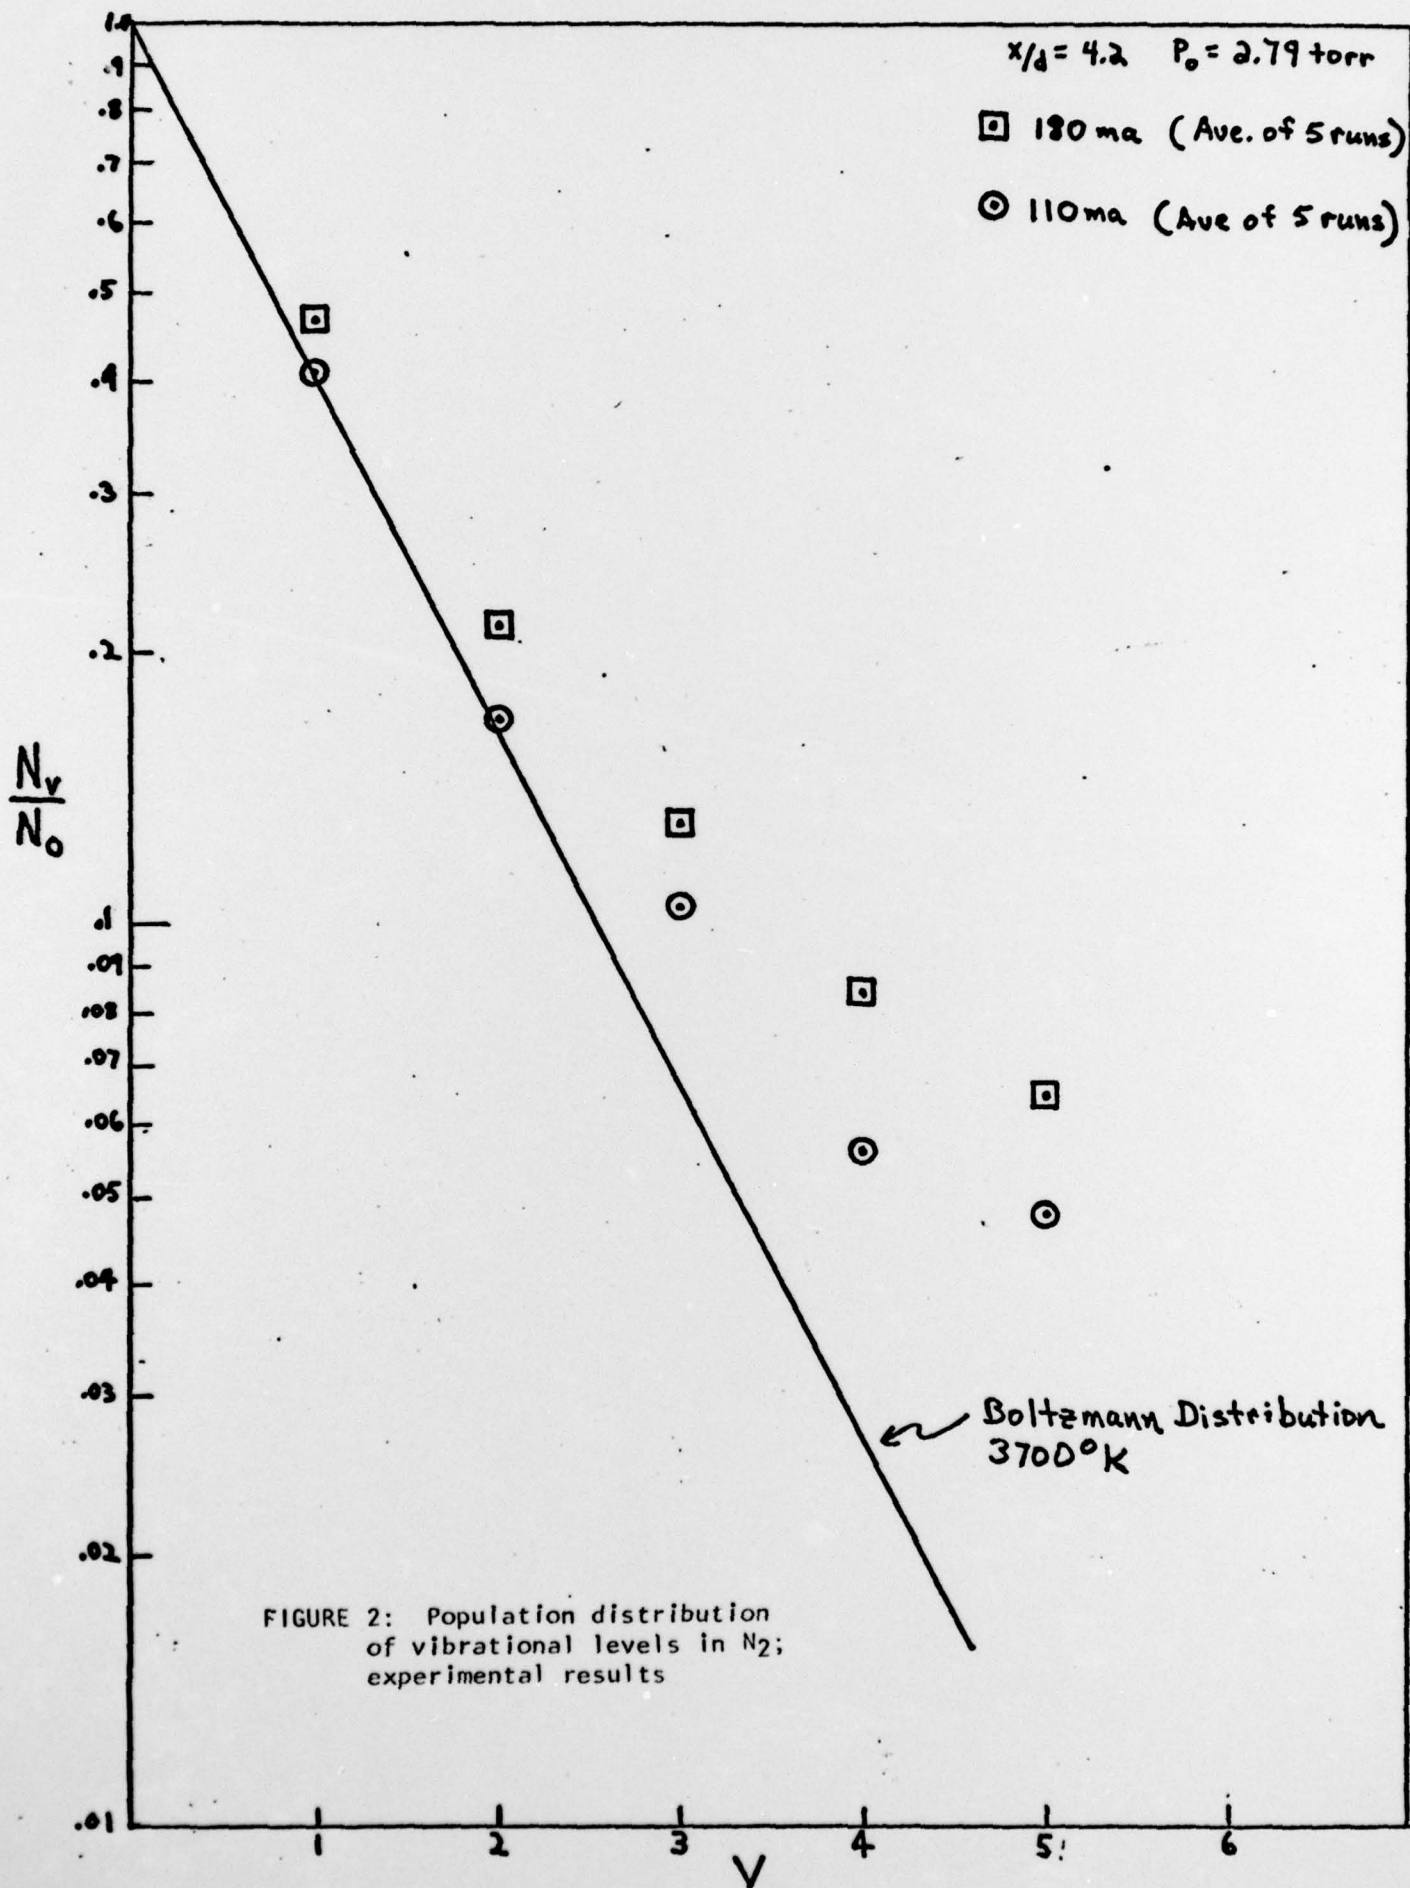 x/d = 4.2 P₀ = 2.79 torr
180 ma (Ave. of 5 runs)
110 ma (Ave of 5 runs)
1.0
.9
.8
.7
.6
.5
.4
.3
.2
.1
.09
.08
.07
.06
.05
.04
.03
.02
.01
Nᵥ
N₀
Boltzmann Distribution
3700°K
FIGURE 2: Population distribution
of vibrational levels in N₂;
experimental results
1 2 3 4 5 6
V